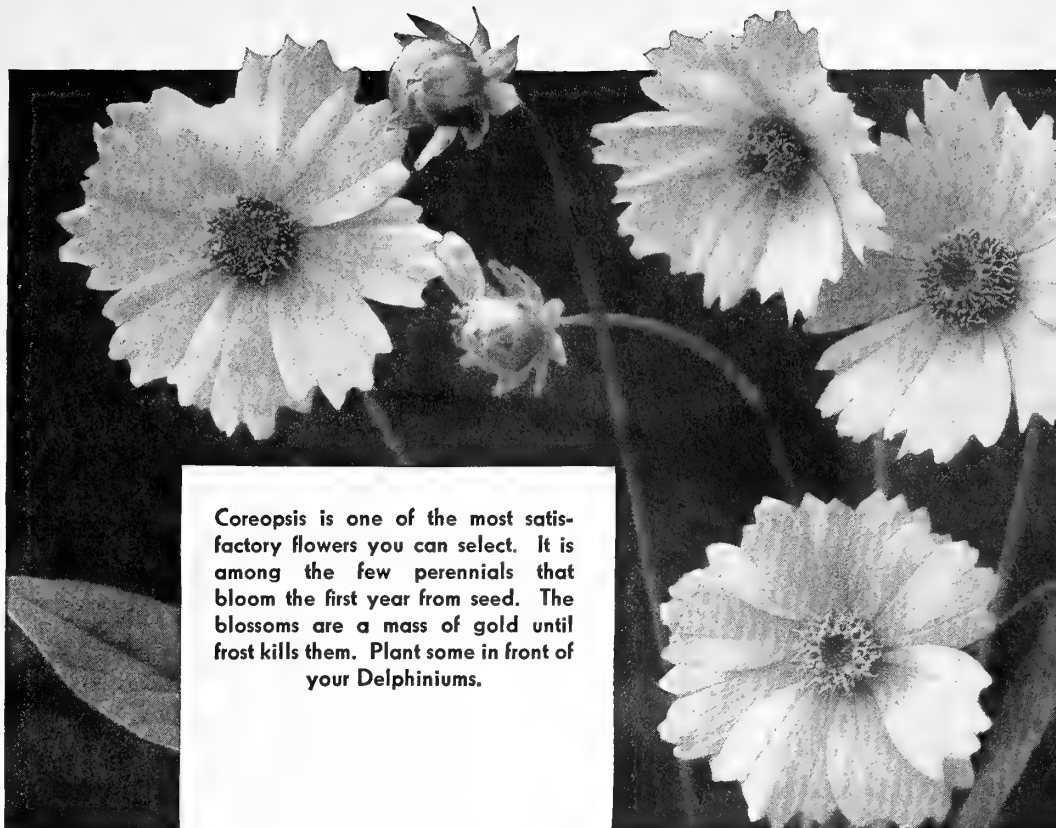 Coreopsis is one of the most satis-
factory flowers you can select. It is
among the few perennials that
bloom the first year from seed. The
blossoms are a mass of gold until
frost kills them. Plant some in front of
your Delphiniums.